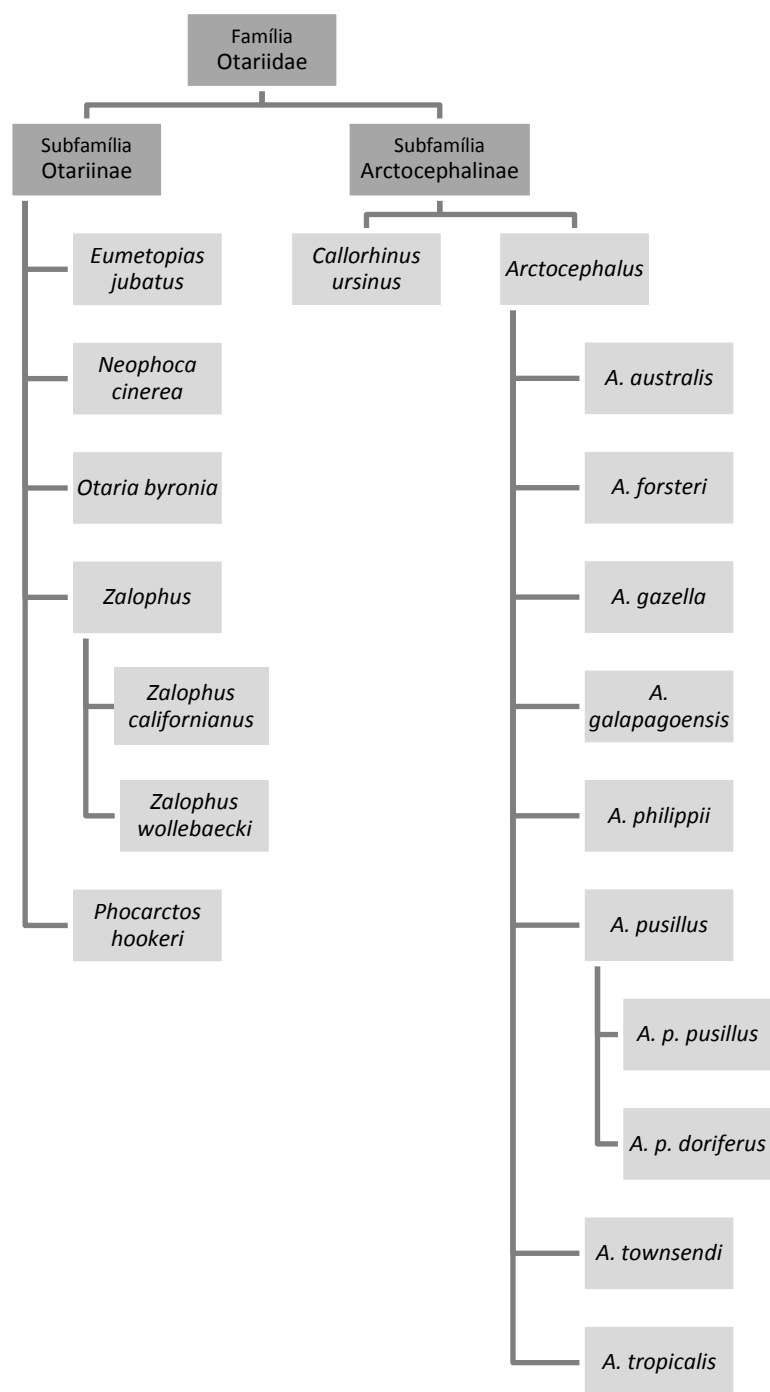 Família
Otariidae
Subfamília
Otariinae
Subfamília
Arctocephalinae
Eumetopias
jubatus
Neophoca
cinerea
Otaria byronia
Zalophus
Zalophus
californianus
Zalophus
wollebaecki
Phocarctos
hookeri
Callorhinus
ursinus
Arctocephalus
A. australis
A. forsteri
A. gazella
A.
galapagoensis
A. philippii
A. pusillus
A. p. pusillus
A. p. doriferus
A. townsendi
A. tropicalis